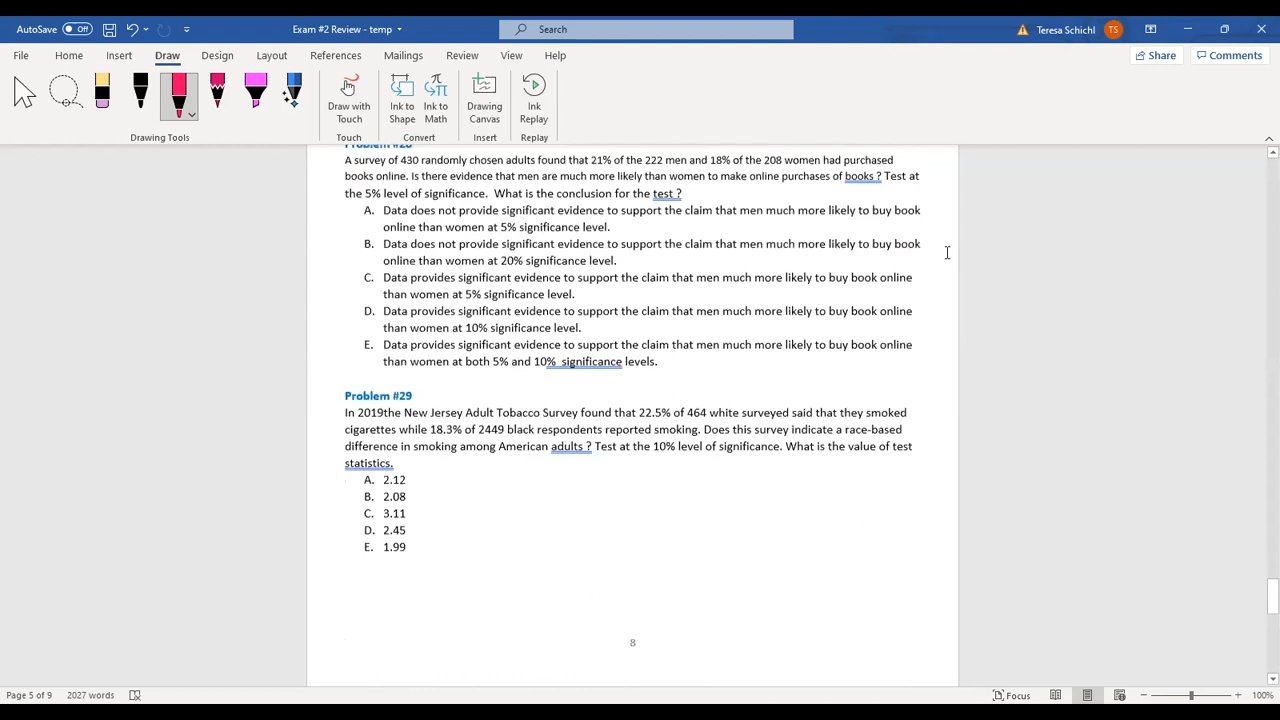 AutoSave Off Exam #2 Review - temp Search Teresa Schichl TS
File Home Insert Draw Design Layout References Mailings Review View Help Share Comments
Draw with Touch
Ink to Shape
Ink to Math
Drawing Canvas
Ink Replay
Drawing Tools Touch Convert Insert Replay
A survey of 430 randomly chosen adults found that 21% of the 222 men and 18% of the 208 women had purchased
books online. Is there evidence that men are much more likely than women to make online purchases of books ? Test at
the 5% level of significance. What is the conclusion for the test ?
A. Data does not provide significant evidence to support the claim that men much more likely to buy book
online than women at 5% significance level.
B. Data does not provide significant evidence to support the claim that men much more likely to buy book
online than women at 20% significance level.
C. Data provides significant evidence to support the claim that men much more likely to buy book online
than women at 5% significance level.
D. Data provides significant evidence to support the claim that men much more likely to buy book online
than women at 10% significance level.
E. Data provides significant evidence to support the claim that men much more likely to buy book online
than women at both 5% and 10% significance levels.
Problem #29
In 2019the New Jersey Adult Tobacco Survey found that 22.5% of 464 white surveyed said that they smoked
cigarettes while 18.3% of 2449 black respondents reported smoking. Does this survey indicate a race-based
difference in smoking among American adults ? Test at the 10% level of significance. What is the value of test
statistics.
A. 2.12
B. 2.08
C. 3.11
D. 2.45
E. 1.99
8
Page 5 of 9 2027 words Focus 100%